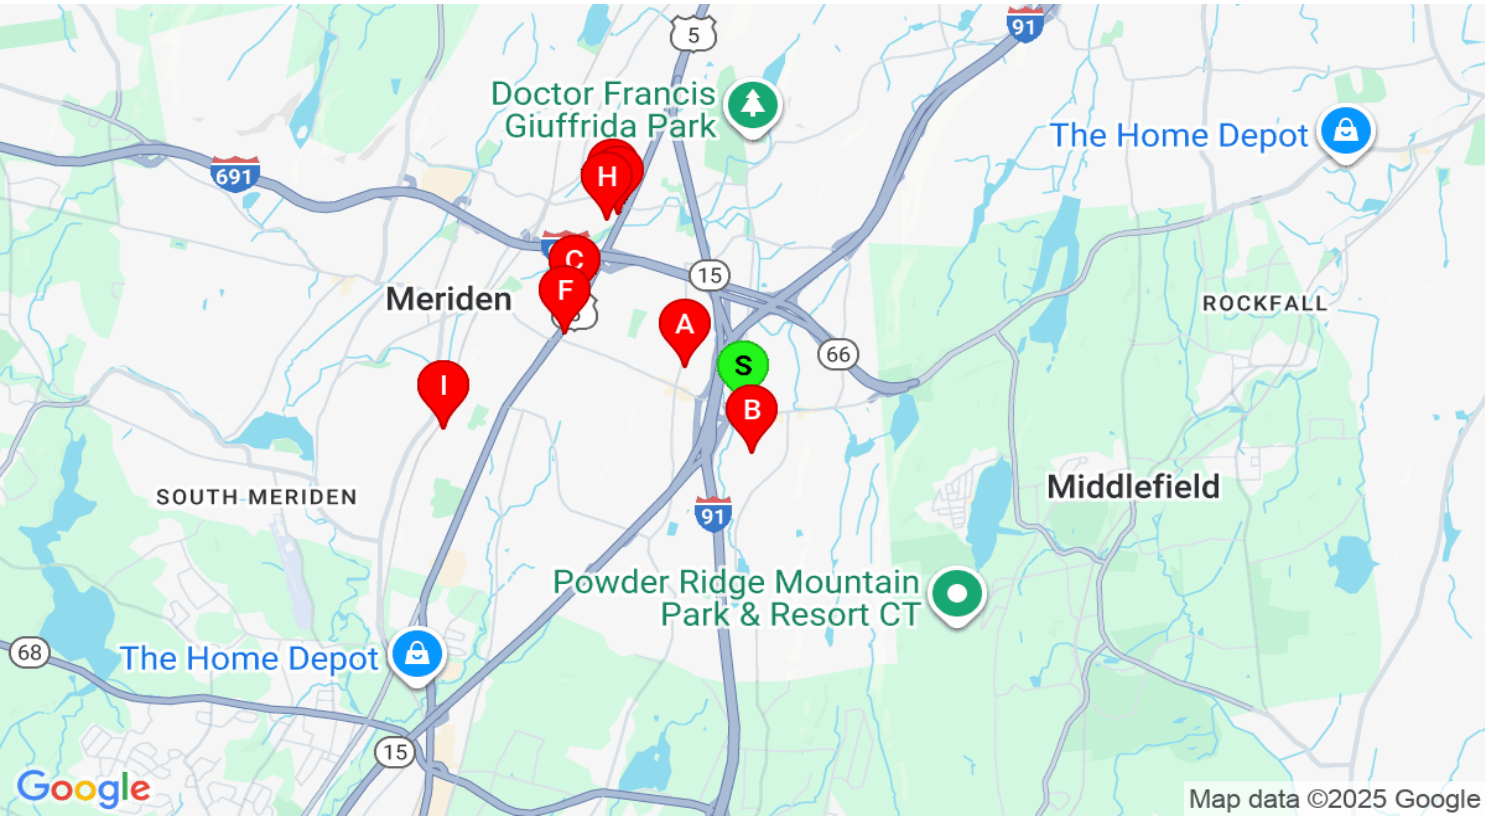 5
91
Doctor Francis
Giuffrida Park
The Home Depot
691
H
C
15
F
Meriden
ROCKFALL
A
66
S
I
B
SOUTH MERIDEN
Middlefield
91
Powder Ridge Mountain
Park & Resort CT
68
The Home Depot
15
Google
Map data ©2025 Google